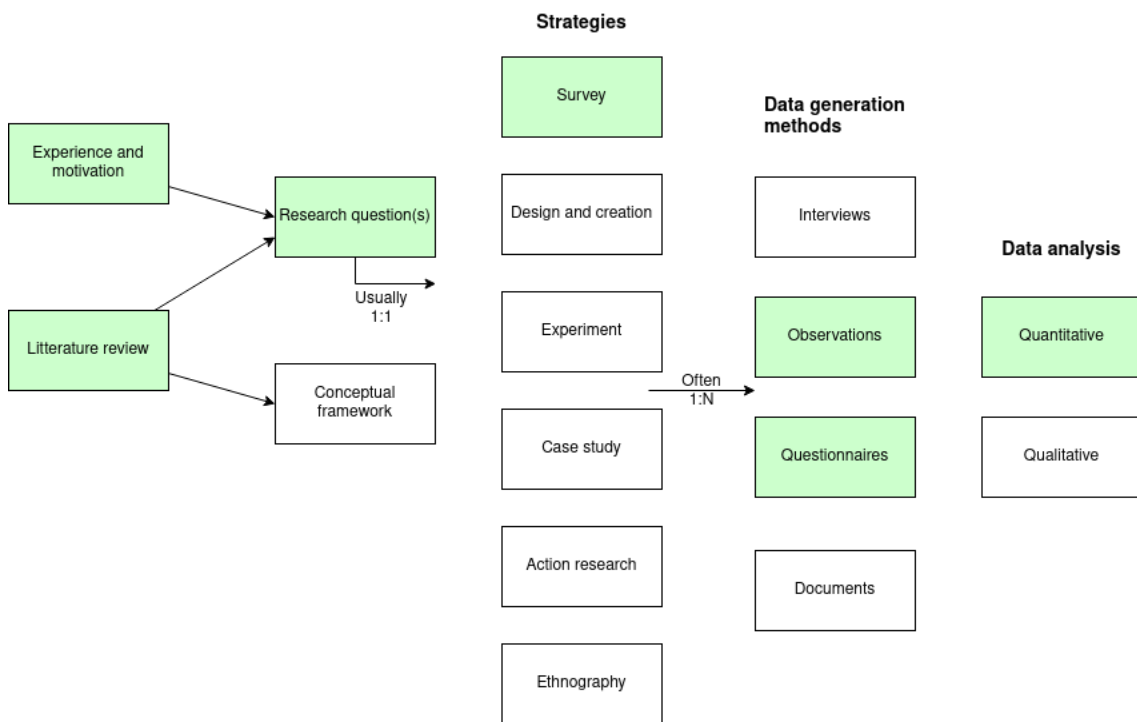 Strategies
Survey
Data generation
methods
Experience and
motivation
Research question(s)
Design and creation
Interviews
Data analysis
Usually
1:1
Litterature review
Experiment
Observations
Quantitative
Conceptual
framework
Often
1:N
Case study
Questionnaires
Qualitative
Action research
Documents
Ethnography